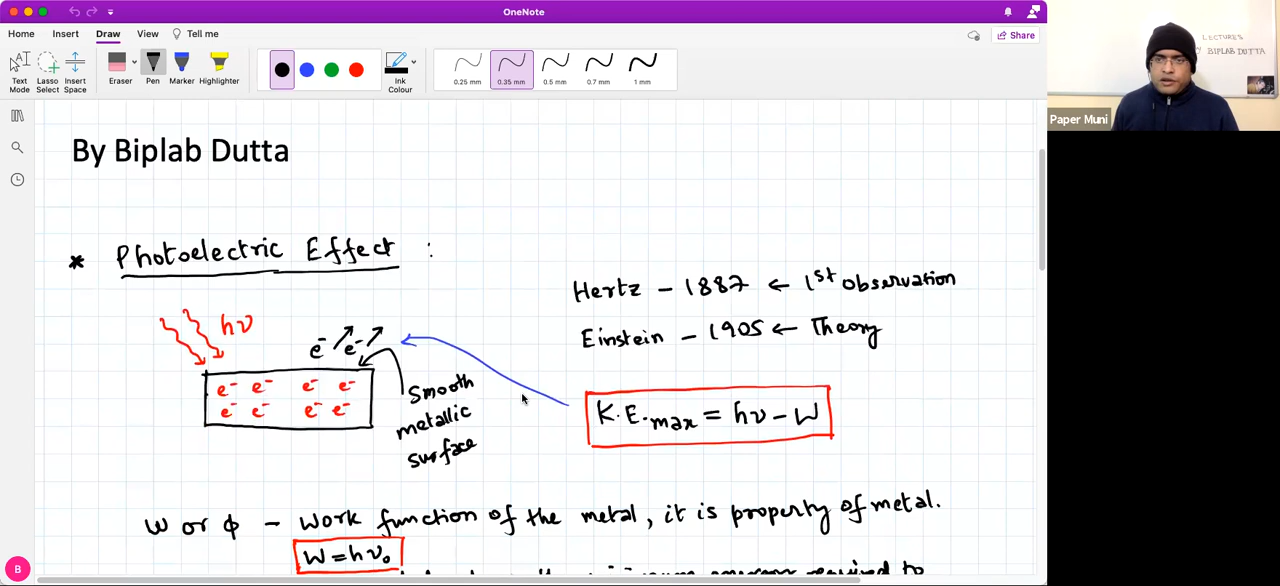 OneNote
Home Insert Draw View Tell me
Share
Text Mode
Lasso Select
Insert Space
Eraser
Pen
Marker
Highlighter
Ink Colour
0.25 mm 0.35 mm 0.5 mm 0.7 mm 1 mm
LECTURES
BIPLAB DUTTA
Paper Muni
By Biplab Dutta
* Photoelectric Effect :
Hertz - 1887 ← 1st observation
Einstein - 1905 ← Theory
hν
e- e-
e- e- e- e-
e- e- e- e-
Smooth
metallic
surface
K.E.max = hν - W
W or ϕ - Work function of the metal, it is property of metal.
W = hν₀
B